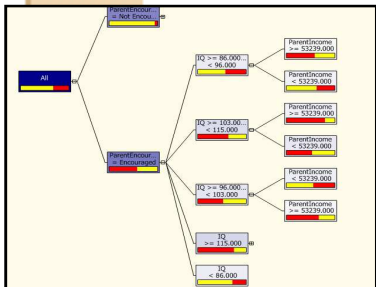 ParentEncour...
= Not Encou...
All
IQ >= 86.000...
< 96.000
ParentIncome
>= 53239.000
ParentIncome
< 53239.000
IQ >= 103.00...
< 115.000
ParentIncome
>= 53239.000
ParentIncome
< 53239.000
ParentEncour...
= Encouraged
IQ >= 96.000...
< 103.000
ParentIncome
< 53239.000
ParentIncome
>= 53239.000
IQ
>= 115.000
IQ
< 86.000